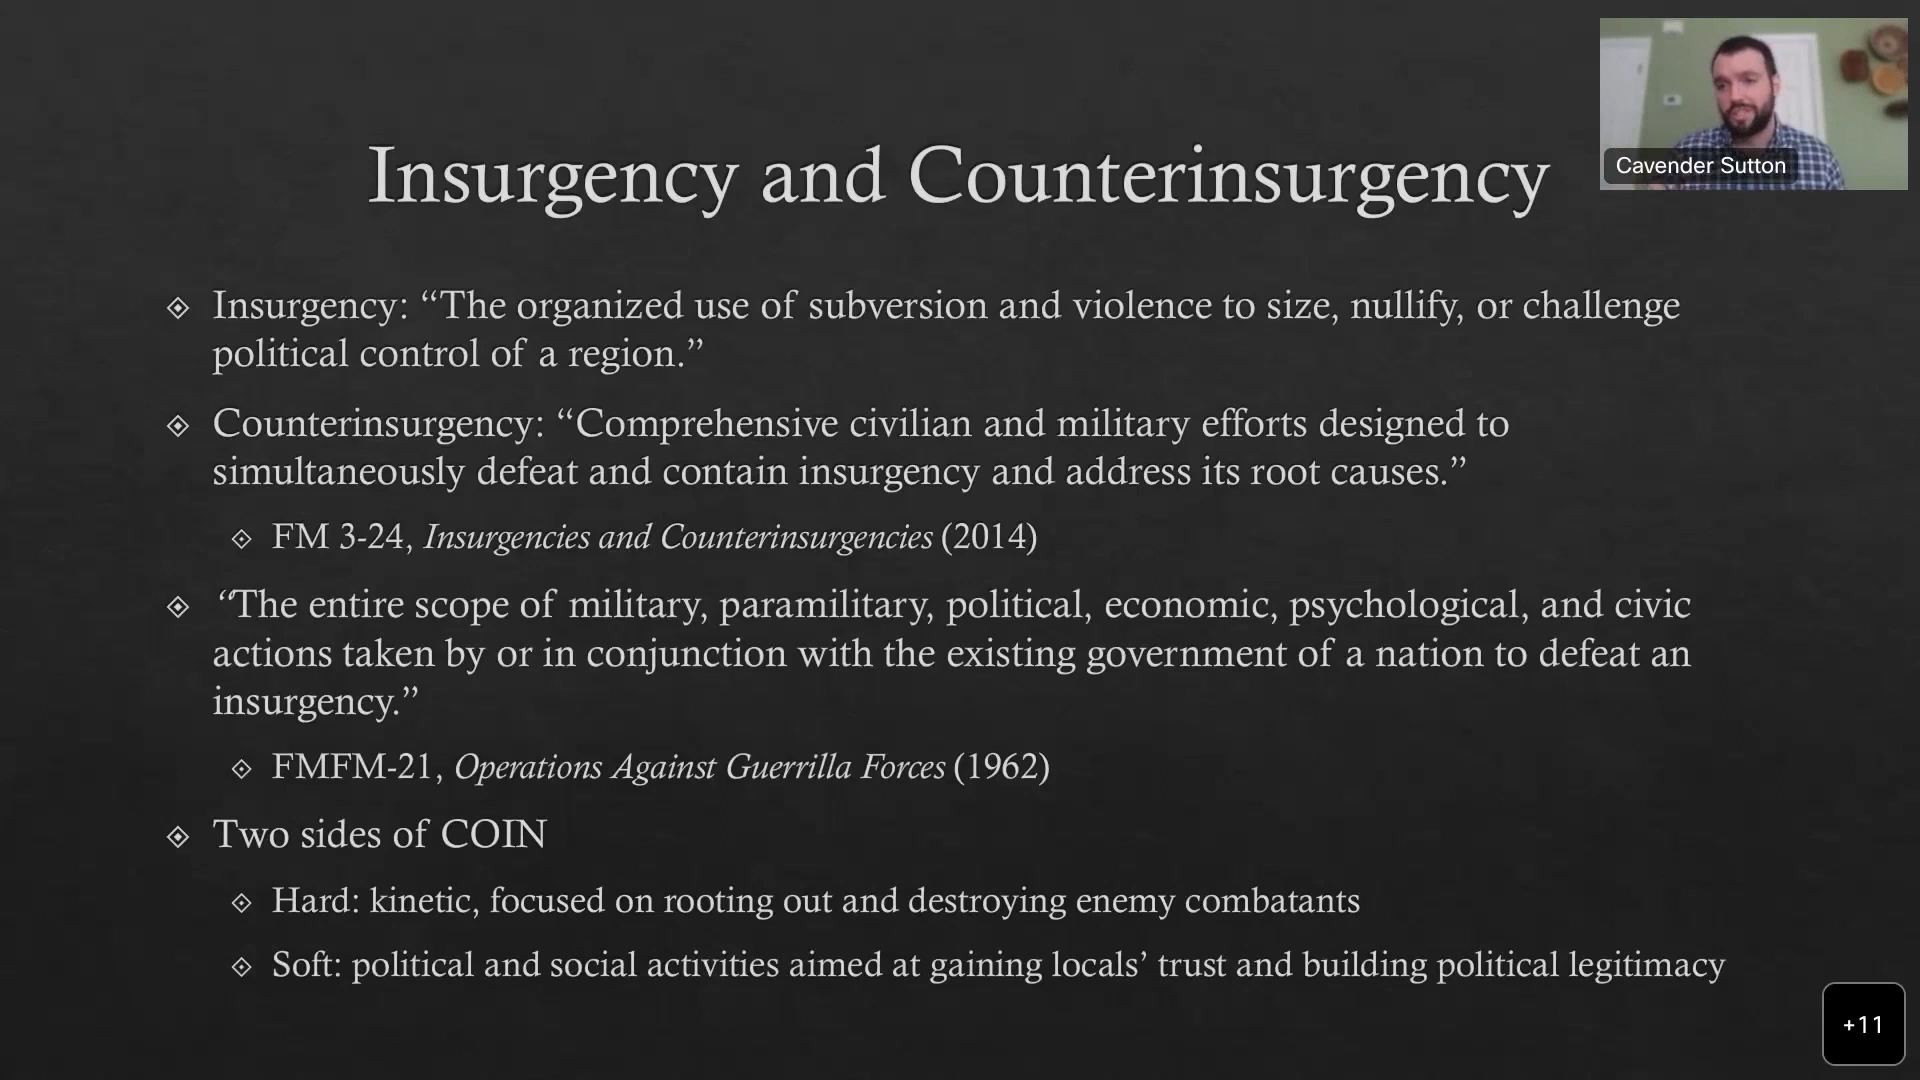 Insurgency and Counterinsurgency
Cavender Sutton
Insurgency: “The organized use of subversion and violence to size, nullify, or challenge
political control of a region.”
Counterinsurgency: “Comprehensive civilian and military efforts designed to
simultaneously defeat and contain insurgency and address its root causes.”
FM 3-24, Insurgencies and Counterinsurgencies (2014)
“The entire scope of military, paramilitary, political, economic, psychological, and civic
actions taken by or in conjunction with the existing government of a nation to defeat an
insurgency.”
FMFM-21, Operations Against Guerrilla Forces (1962)
Two sides of COIN
Hard: kinetic, focused on rooting out and destroying enemy combatants
Soft: political and social activities aimed at gaining locals’ trust and building political legitimacy
+11